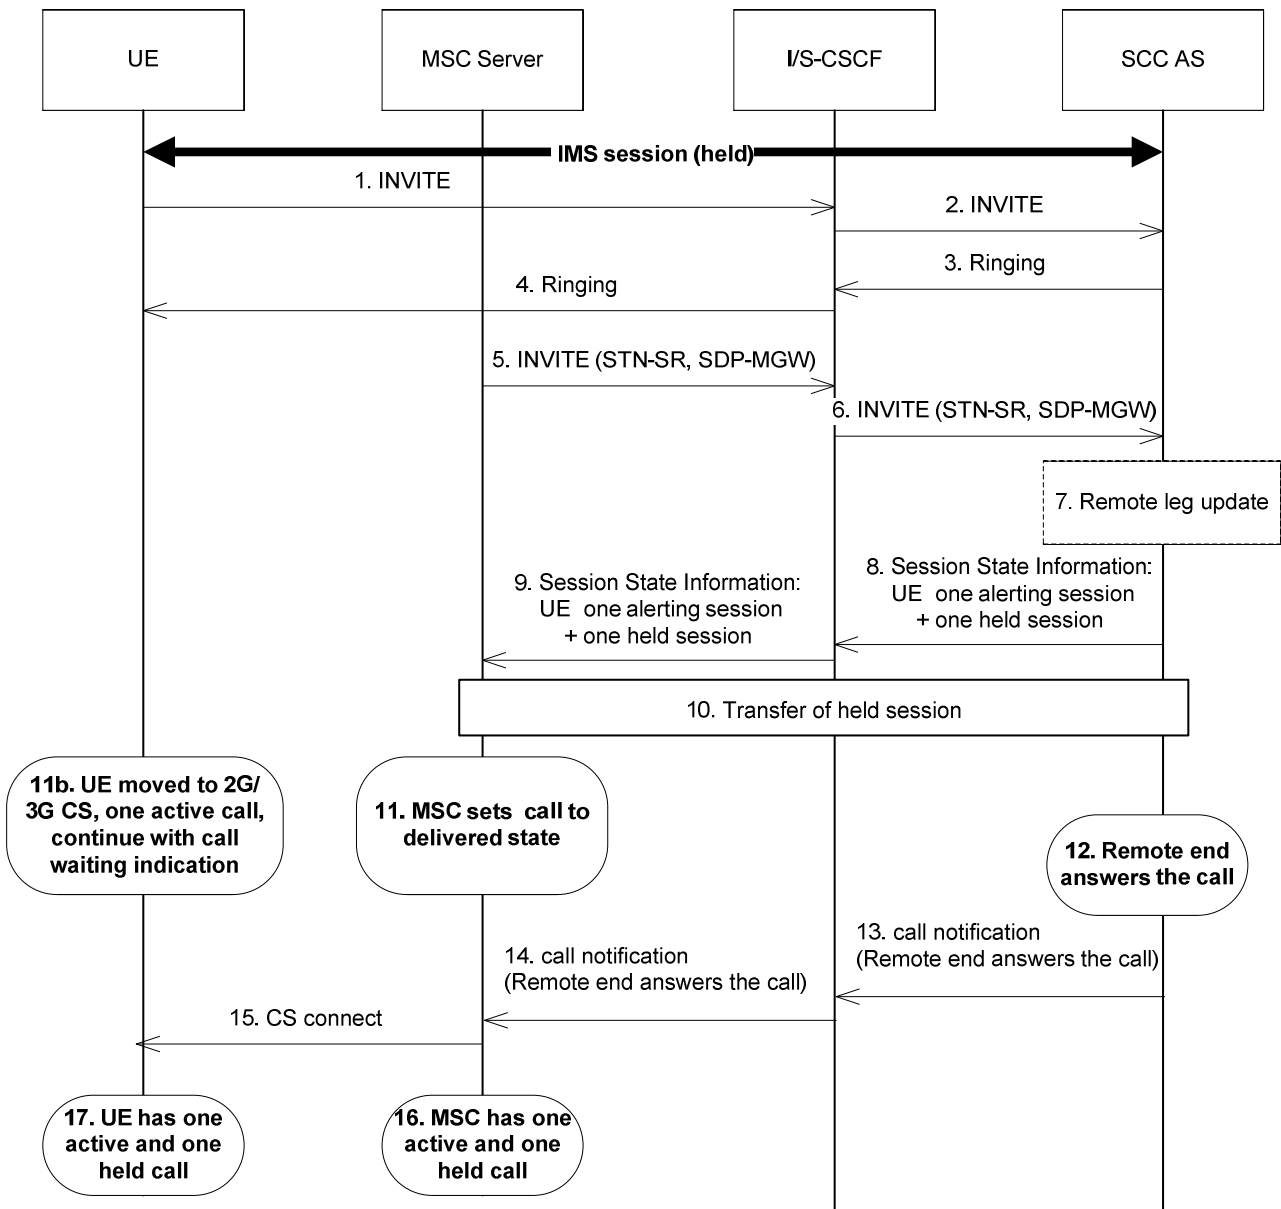 UE
MSC Server
I/S-CSCF
SCC AS
IMS session (held)
1. INVITE
2. INVITE
3. Ringing
4. Ringing
5. INVITE (STN-SR, SDP-MGW)
6. INVITE (STN-SR, SDP-MGW)
7. Remote leg update
8. Session State Information:
UE one alerting session
+ one held session
9. Session State Information:
UE one alerting session
+ one held session
10. Transfer of held session
11b. UE moved to 2G/
3G CS, one active call,
continue with call
waiting indication
11. MSC sets call to
delivered state
12. Remote end
answers the call
13. call notification
(Remote end answers the call)
14. call notification
(Remote end answers the call)
15. CS connect
17. UE has one
active and one
held call
16. MSC has one
active and one
held call